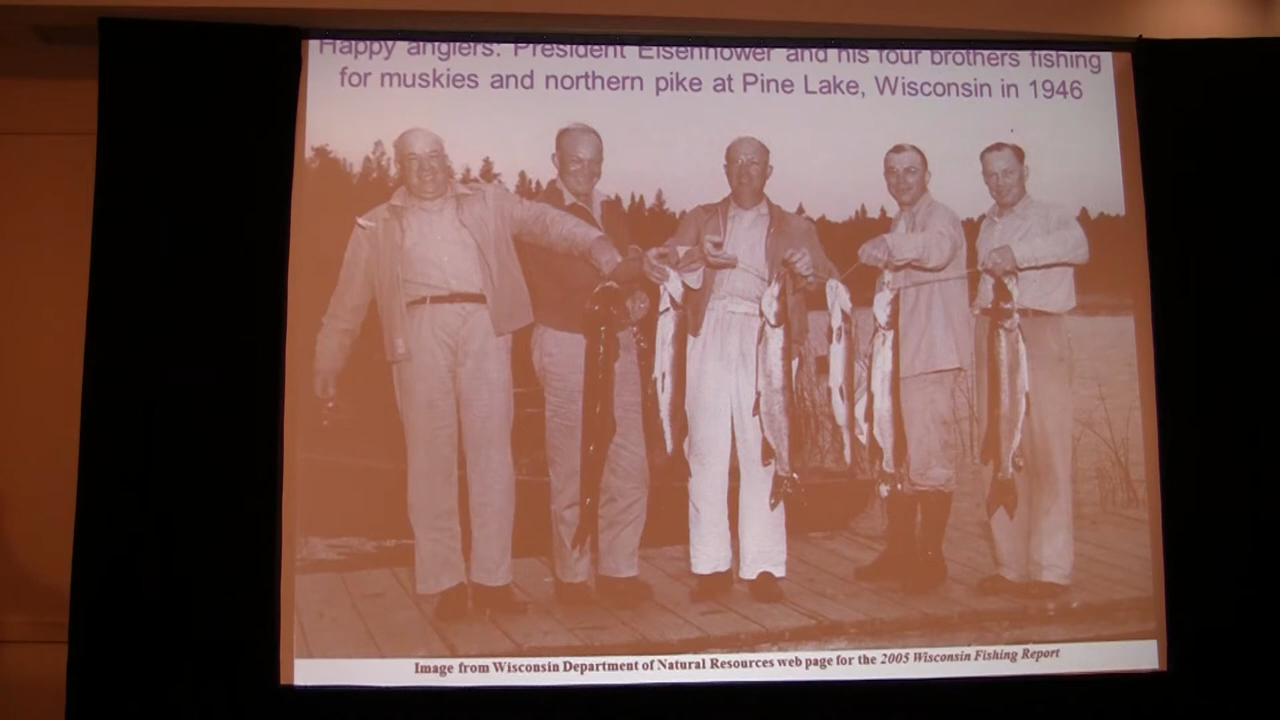 Happy anglers: President Eisenhower and his four brothers fishing
for muskies and northern pike at Pine Lake, Wisconsin in 1946
Image from Wisconsin Department of Natural Resources web page for the 2005 Wisconsin Fishing Report